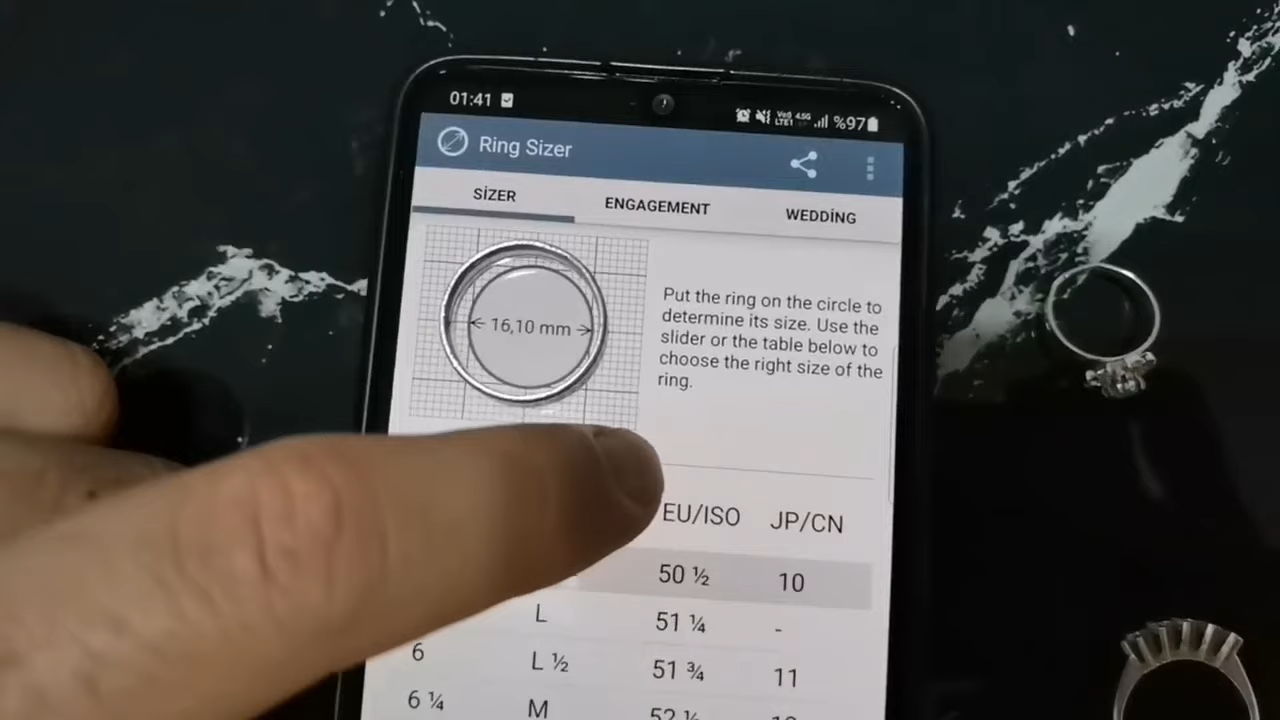 01:41 %97
Ring Sizer
SİZER ENGAGEMENT WEDDİNG
16,10 mm
Put the ring on the circle to
determine its size. Use the
slider or the table below to
choose the right size of the
ring.
EU/ISO JP/CN
50 ½ 10
L 51 ¼ -
6 L ½ 51 ¾ 11
6 ¼ M